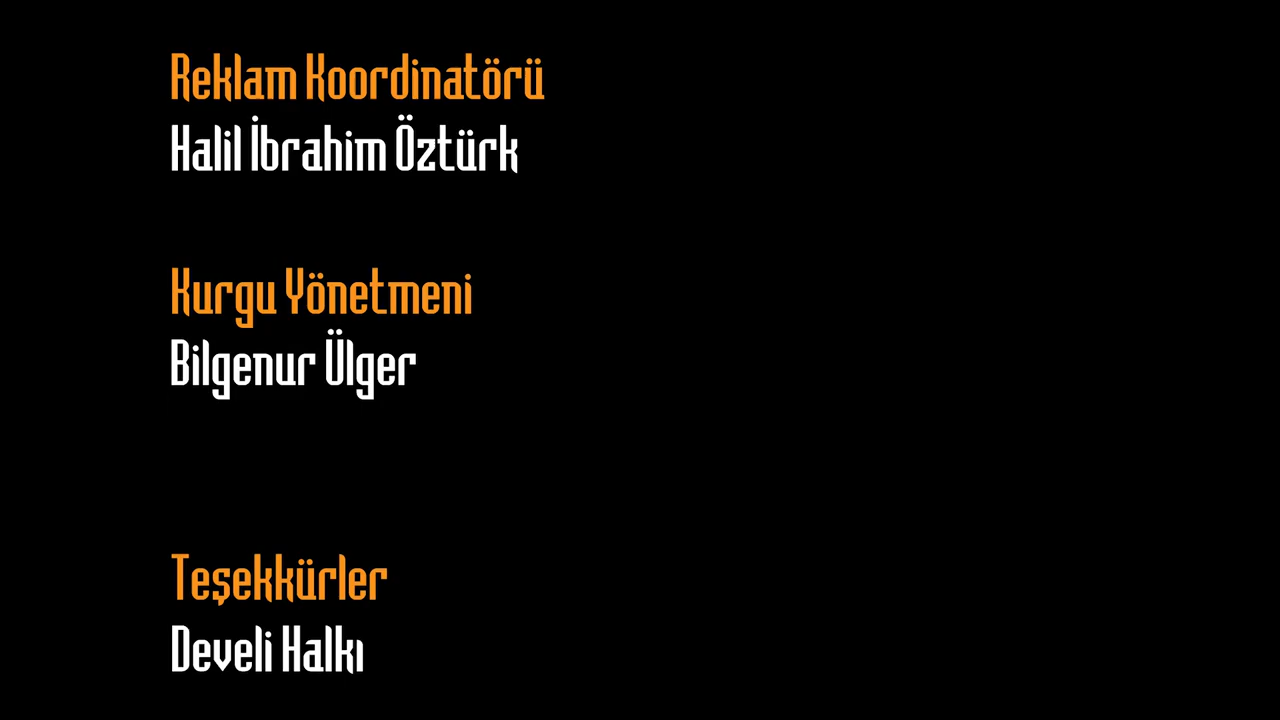 Reklam Koordinatörü
Halil İbrahim Öztürk
Kurgu Yönetmeni
Bilgenur Ülger
Teşekkürler
Develi Halkı